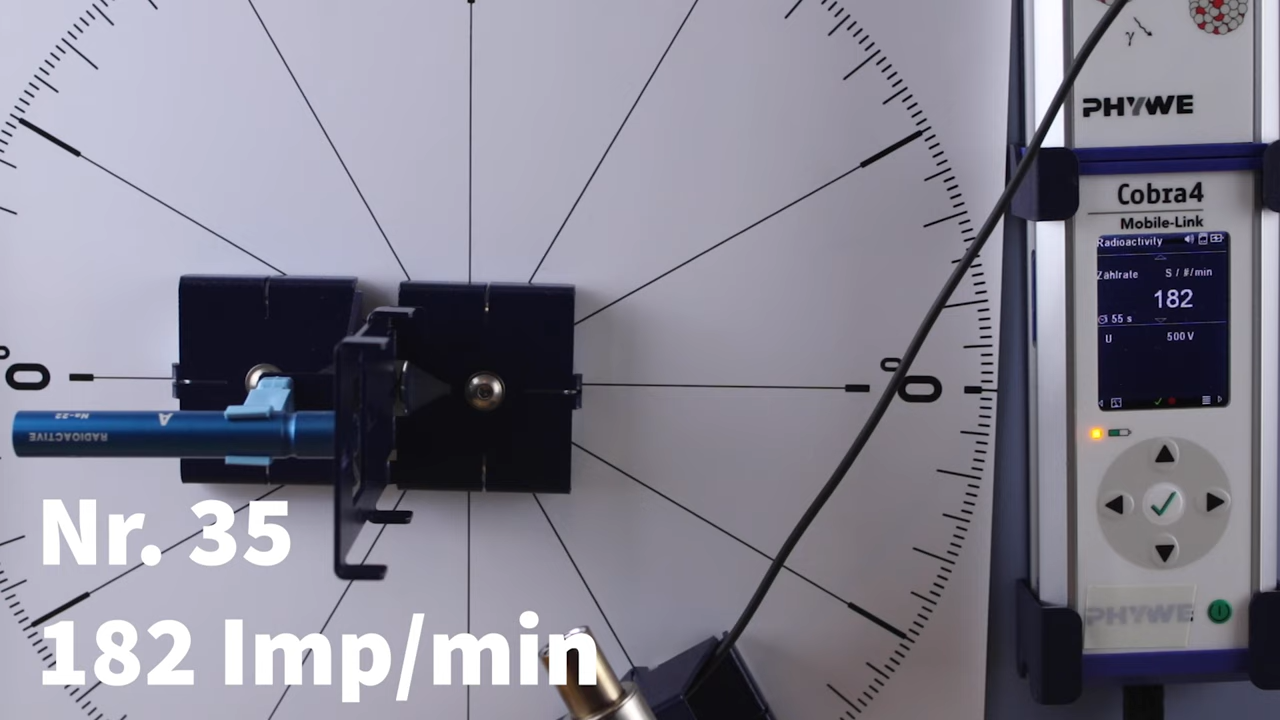 γ
PHYWE
Cobra4
Mobile-Link
Radioactivity
Zählrate S / #/min
182
55 s
U 500 V
PHYWE
°0
°0
A
Na-22
RADIOACTIVE
Nr. 35
182 Imp/min